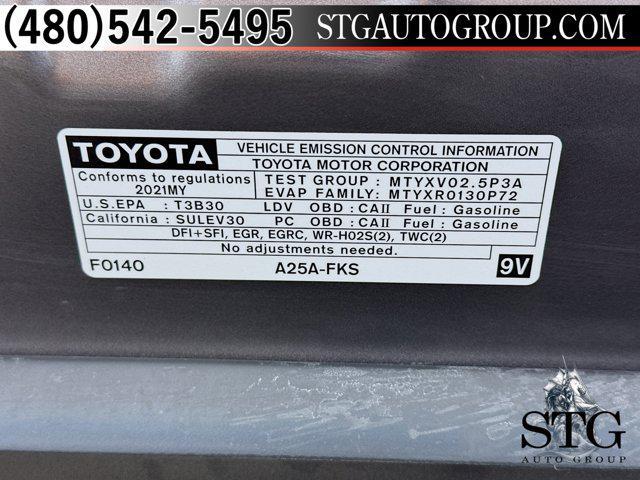 (480)542-5495 STGAUTOGROUP.COM
TOYOTA VEHICLE EMISSION CONTROL INFORMATION
TOYOTA MOTOR CORPORATION
Conforms to regulations TEST GROUP : MTYXV02.5P3A
2021MY EVAP FAMILY: MTYXR0130P72
U.S.EPA : T3B30 LDV OBD : CAII Fuel : Gasoline
California : SULEV30 PC OBD : CAII Fuel : Gasoline
DFI+SFI, EGR, EGRC, WR-HO2S(2), TWC(2)
No adjustments needed.
F0140 A25A-FKS 9V
STG
AUTO GROUP